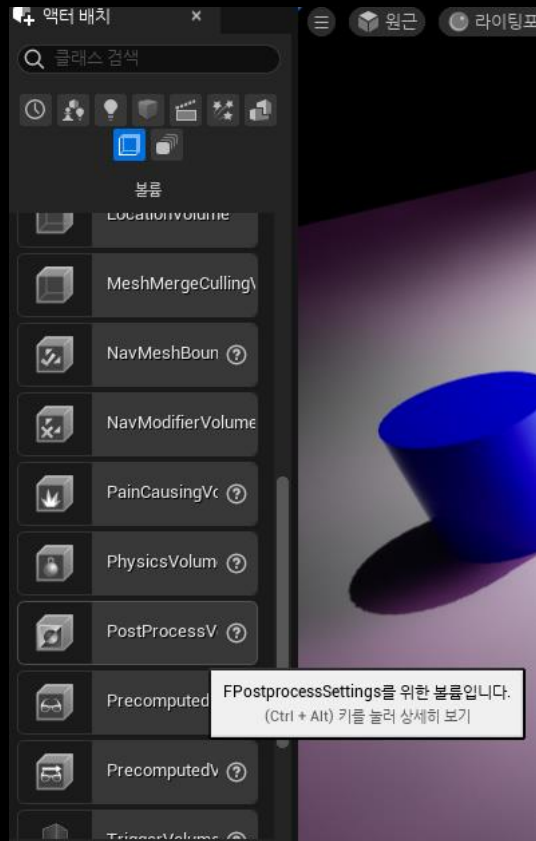 액터 배치
×
원근
라이팅포
클래스 검색
볼륨
LocationVolume
MeshMergeCullingV
NavMeshBoun ?
NavModifierVolume
PainCausingVc ?
PhysicsVolum ?
PostProcessV ?
FPostprocessSettings를 위한 볼륨입니다.
(Ctrl + Alt) 키를 눌러 상세히 보기
Precomputed
PrecomputedV ?
TriggerVolume ?